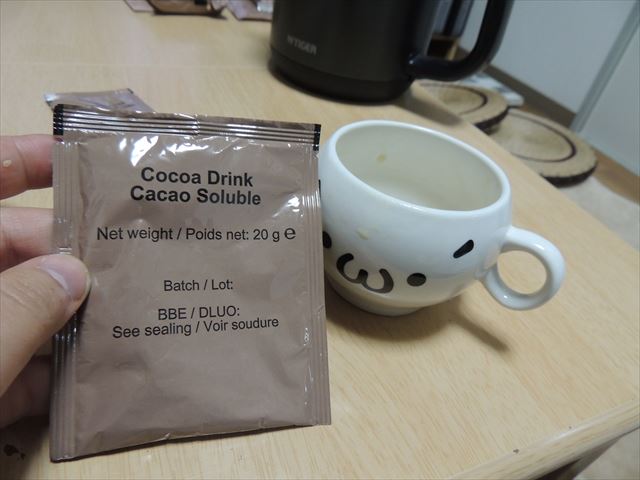 TIGER
Cocoa Drink
Cacao Soluble
Net weight / Poids net: 20 g ℮
Batch / Lot:
BBE / DLUO:
See sealing / Voir soudure